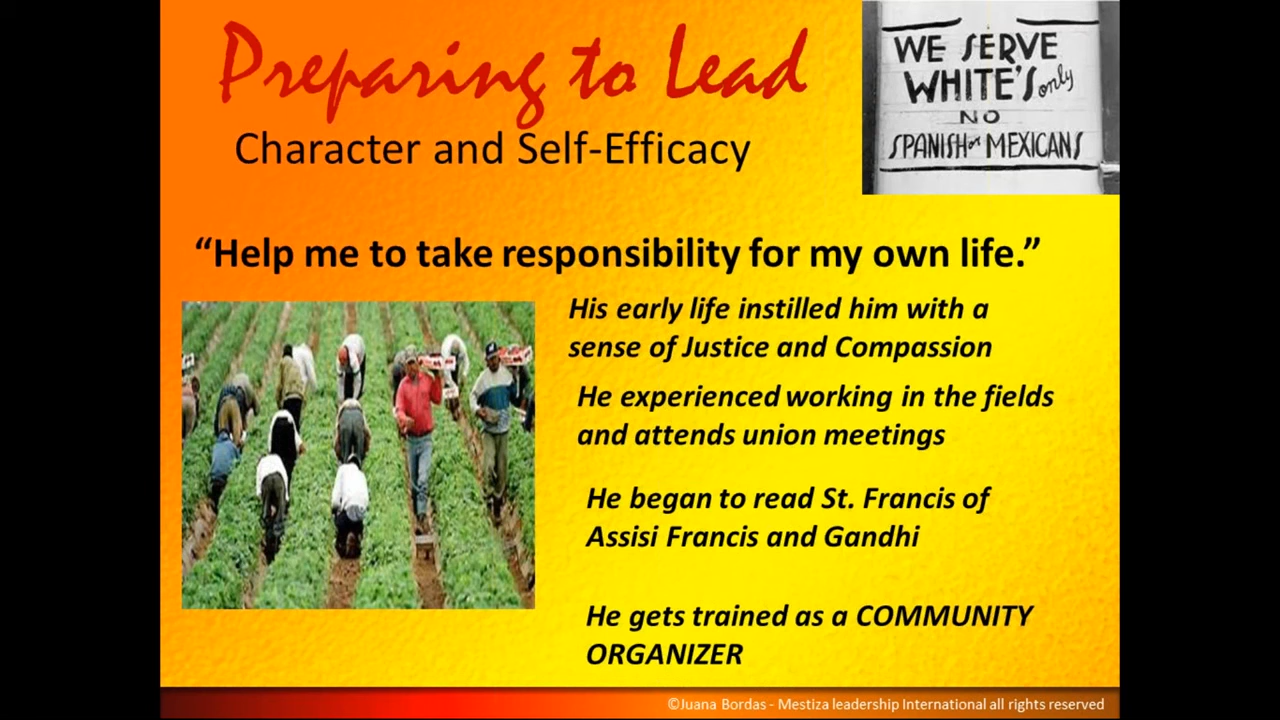 Preparing to Lead
Character and Self-Efficacy
WE SERVE
WHITE'S only
NO
SPANISH or MEXICANS
“Help me to take responsibility for my own life.”
His early life instilled him with a
sense of Justice and Compassion
He experienced working in the fields
and attends union meetings
He began to read St. Francis of
Assisi Francis and Gandhi
He gets trained as a COMMUNITY
ORGANIZER
©Juana Bordas - Mestiza leadership International all rights reserved